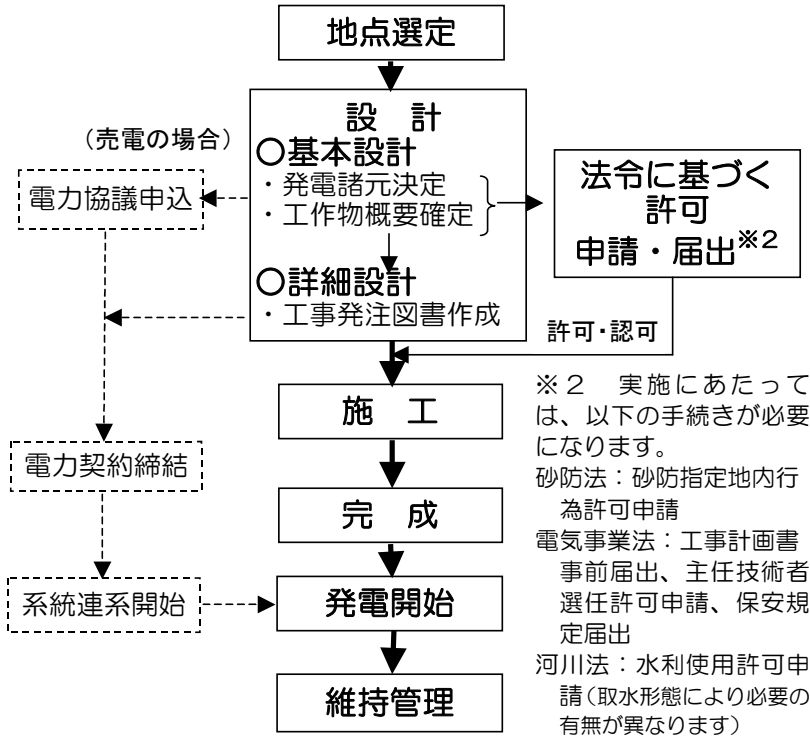 地点選定
設　計
（売電の場合）
○基本設計
・発電諸元決定
・工作物概要確定
電力協議申込
法令に基づく
許可
申請・届出※2
○詳細設計
・工事発注図書作成
許可・認可
施　工
電力契約締結
完　成
系統連系開始
発電開始
維持管理
※２　実施にあたって
は、以下の手続きが必要
になります。
砂防法：砂防指定地内行
為許可申請
電気事業法：工事計画書
事前届出、主任技術者
選任許可申請、保安規
定届出
河川法：水利使用許可申
請（取水形態により必要の
有無が異なります）